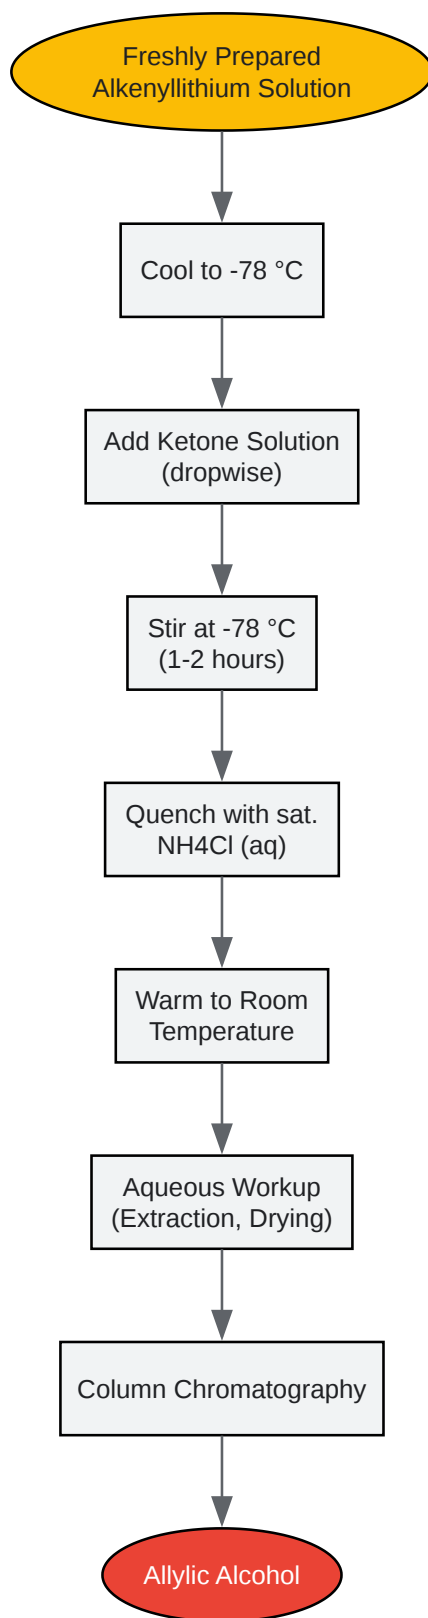 Freshly Prepared
Alkenyllithium Solution
Cool to -78 °C
Add Ketone Solution
(dropwise)
Stir at -78 °C
(1-2 hours)
Quench with sat.
NH4Cl (aq)
Warm to Room
Temperature
Aqueous Workup
(Extraction, Drying)
Column Chromatography
Allylic Alcohol